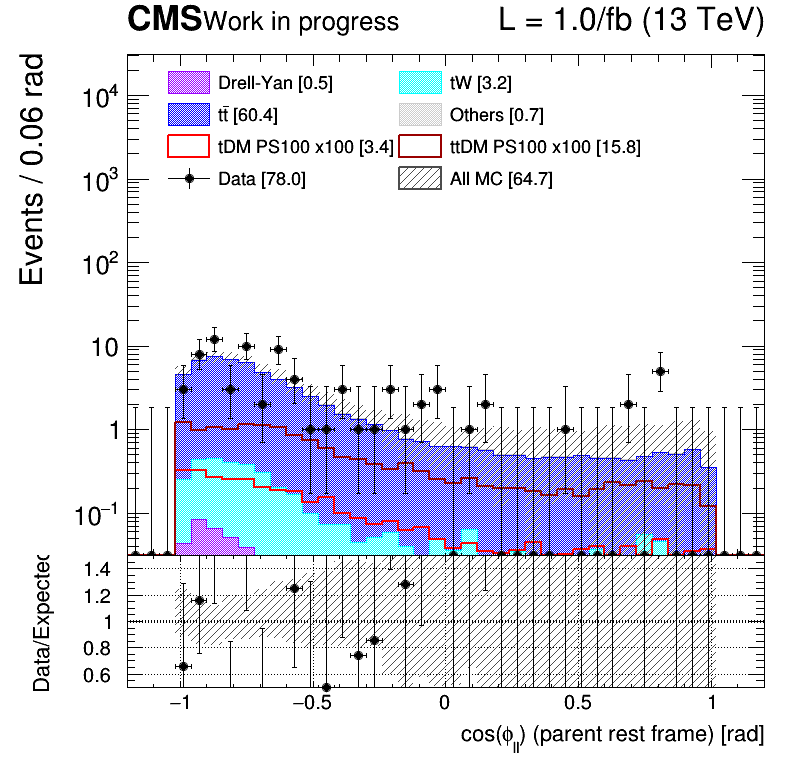 CMS Work in progress L = 1.0/fb (13 TeV)
Events / 0.06 rad
10⁴
10³
10²
10
1
10⁻¹
Drell-Yan [0.5] tW [3.2]
tt̄ [60.4] Others [0.7]
tDM PS100 x100 [3.4] ttDM PS100 x100 [15.8]
Data [78.0] All MC [64.7]
Data/Expected
1.4
1.2
1
0.8
0.6
−1 −0.5 0 0.5 1
cos(ϕ_ll) (parent rest frame) [rad]